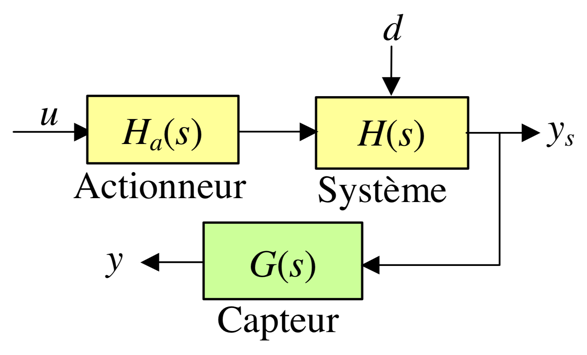 d
u
Hₐ(s)
H(s)
yₛ
Actionneur
Système
y
G(s)
Capteur